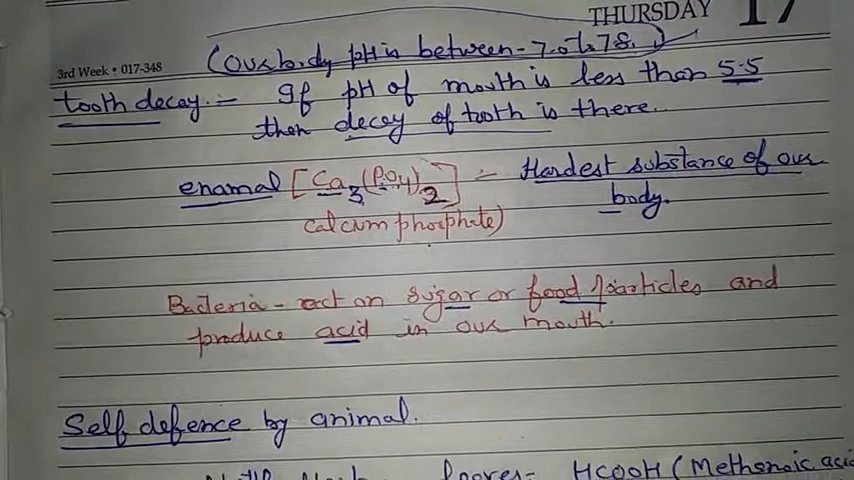 THURSDAY 17
3rd Week • 017-348
(Our body pH is between - 7.0 to 7.8.)
tooth decay :- If pH of mouth is less than 5.5
then decay of tooth is there.
enamal [Ca3(PO4)2] :- Hardest substance of our
body.
calcium phosphate)
Bacteria - act on sugar or food particles and
produce acid in our mouth.
Self defence by animal.
HCOOH (Methonoic acid